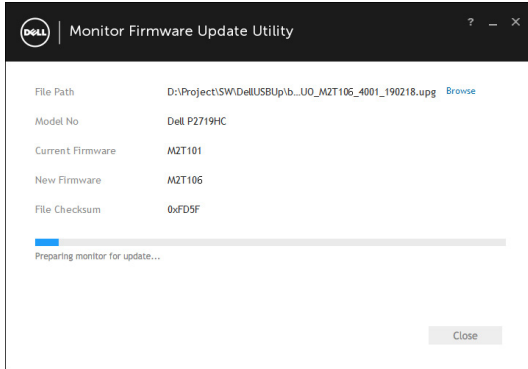 DELL
Monitor Firmware Update Utility
?
File Path D:\Project\SW\DellUSBUp\b...UO_M2T106_4001_190218.upg Browse
Model No Dell P2719HC
Current Firmware M2T101
New Firmware M2T106
File Checksum 0xFD5F
Preparing monitor for update...
Close